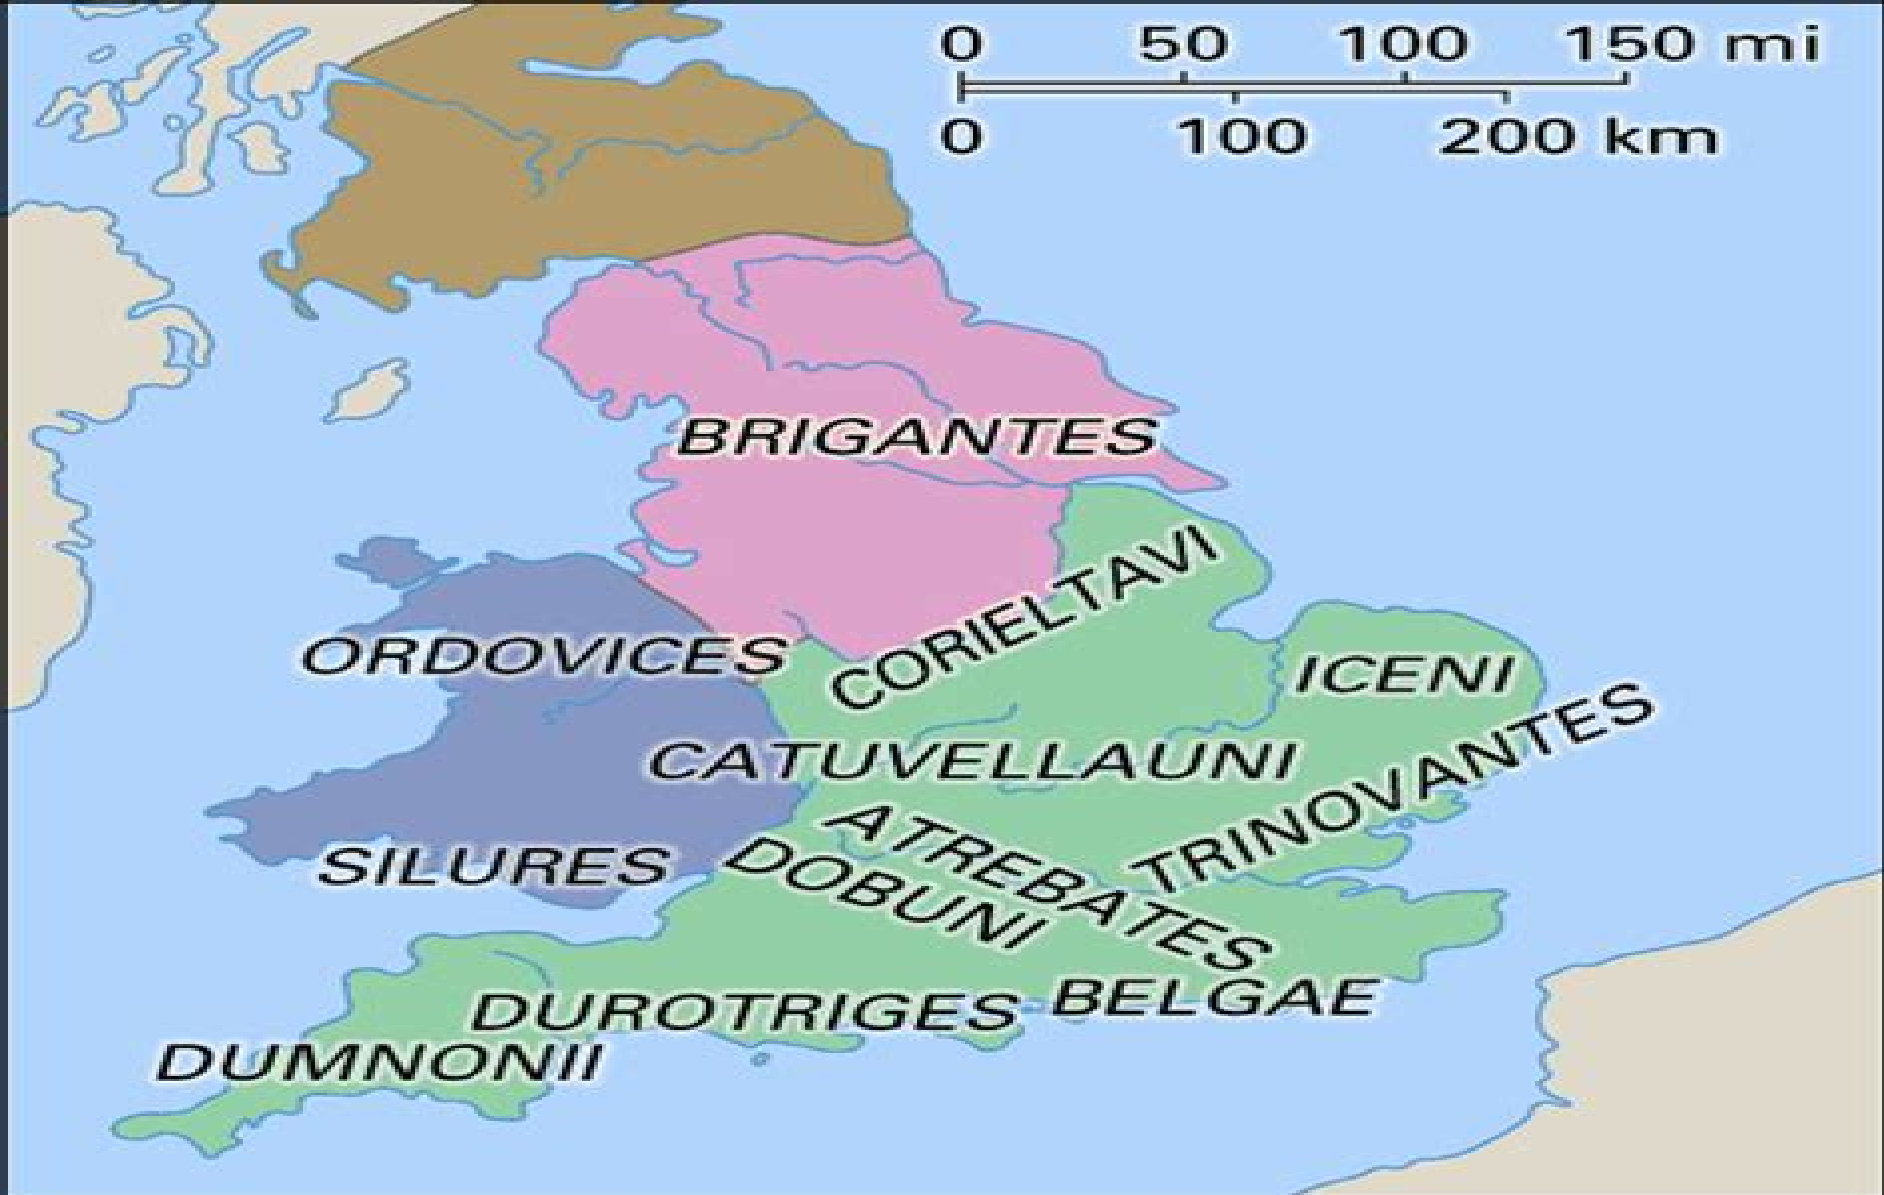 0 50 100 150 mi
0 100 200 km
BRIGANTES
CORIELTAVI
ORDOVICES
ICENI
CATUVELLAUNI
TRINOVANTES
ATREBATES
DOBUNI
SILURES
BELGAE
DUROTRIGES
DUMNONII